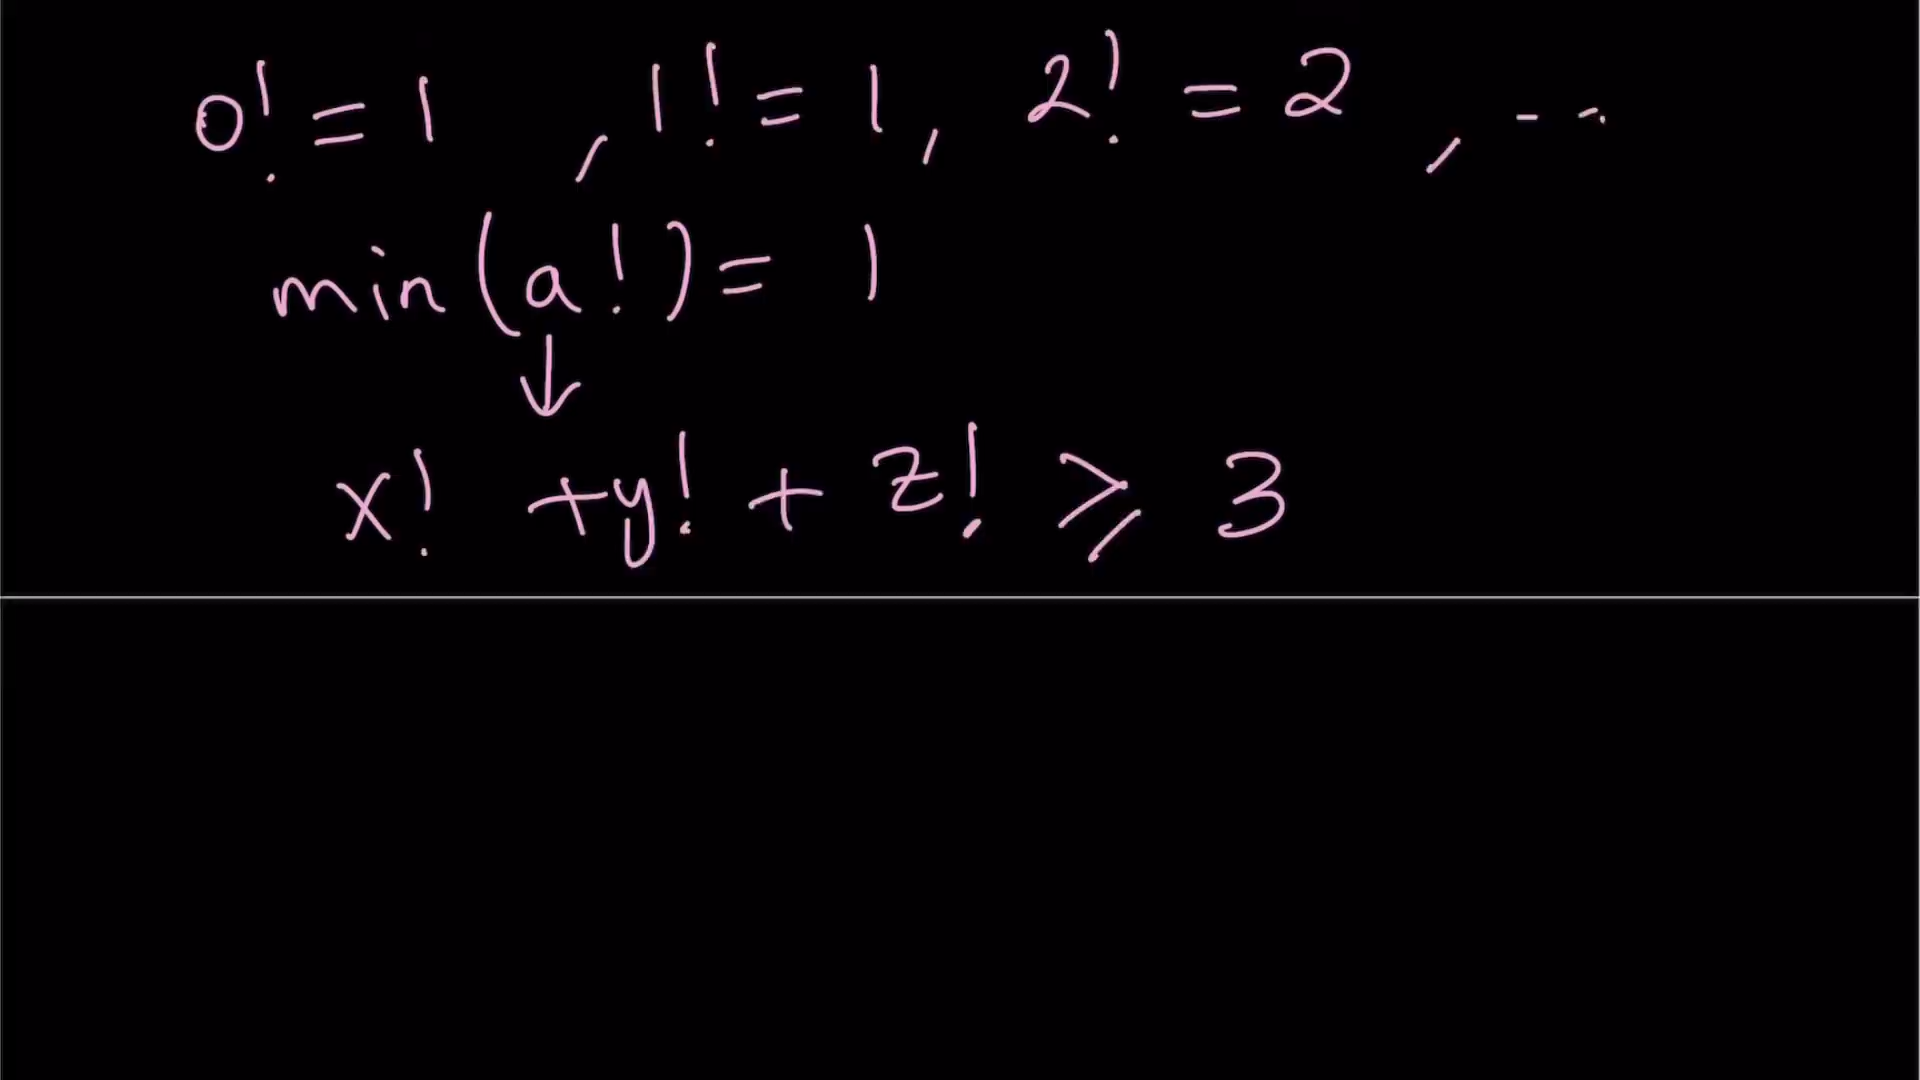 0! = 1 , 1! = 1 , 2! = 2 , ...
min(a!) = 1
↓
x! + y! + z! ⩾ 3